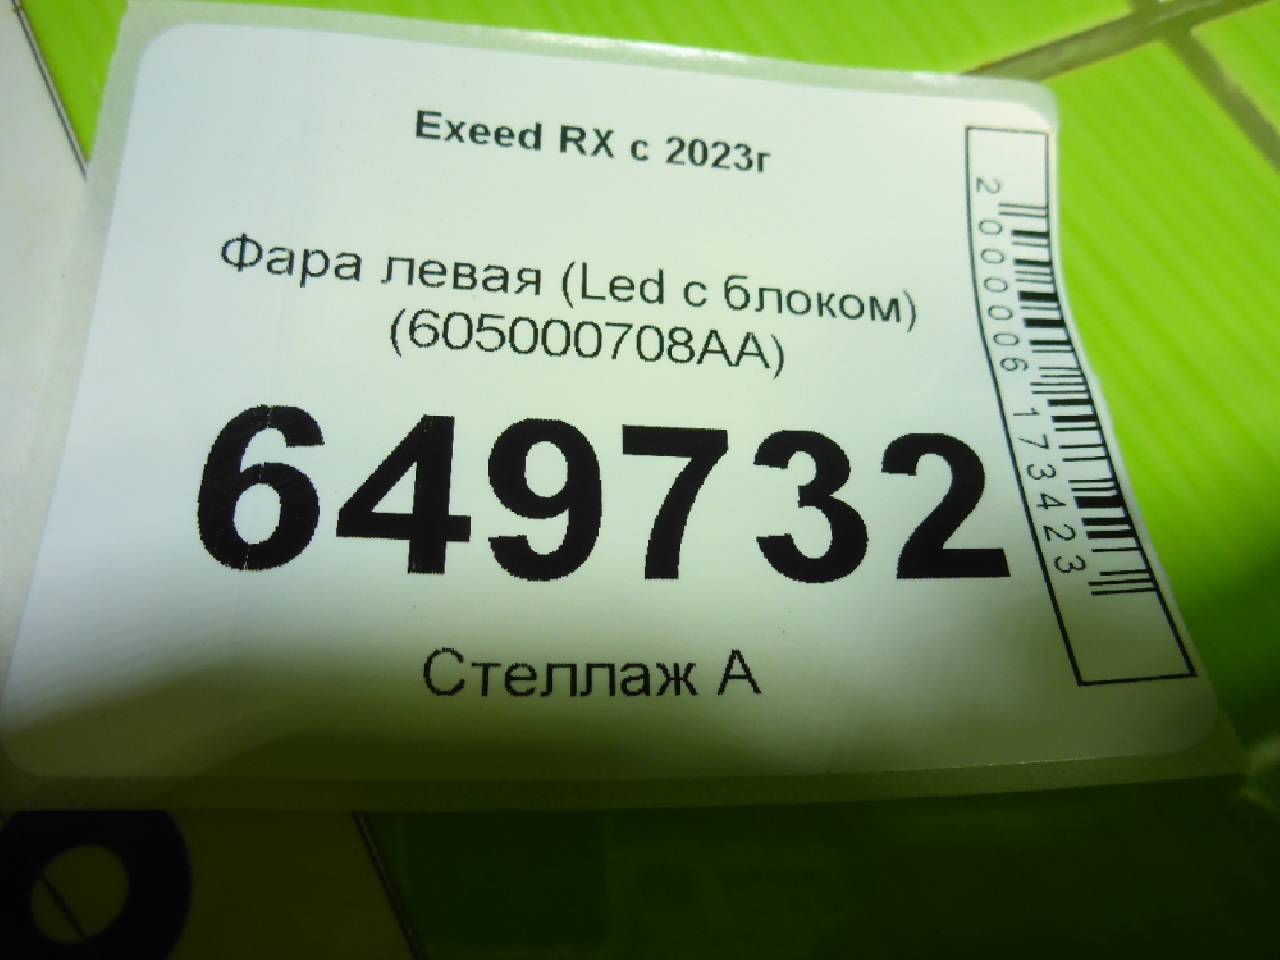 Exeed RX с 2023г
Фара левая (Led с блоком)
(605000708AA)
649732
Стеллаж А
2000006173423